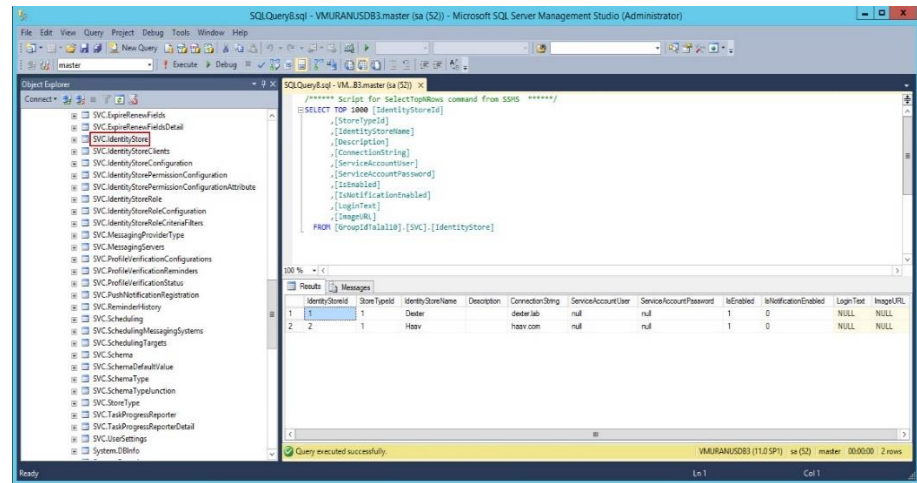 SQLQuery8.sql - VMURANUSDB3.master (sa (52)) - Microsoft SQL Server Management Studio (Administrator)
File Edit View Query Project Debug Tools Window Help
New Query
master Execute Debug
Object Explorer
Connect
SVC.ExpireRenewFields
SVC.ExpireRenewFieldsDetail
SVC.IdentityStore
SVC.IdentityStoreClients
SVC.IdentityStoreConfiguration
SVC.IdentityStorePermissionConfiguration
SVC.IdentityStorePermissionConfigurationAttribute
SVC.IdentityStoreRole
SVC.IdentityStoreRoleConfiguration
SVC.IdentityStoreRoleCriteriaFilters
SVC.MessagingProviderType
SVC.MessagingServers
SVC.ProfileVerificationConfigurations
SVC.ProfileVerificationReminders
SVC.ProfileVerificationStatus
SVC.PushNotificationRegistration
SVC.ReminderHistory
SVC.Scheduling
SVC.SchedulingMessagingSystems
SVC.SchedulingTargets
SVC.Schema
SVC.SchemaDefaultValue
SVC.SchemaType
SVC.SchemaTypeJunction
SVC.StoreType
SVC.TaskProgressReporter
SVC.TaskProgressReporterDetail
SVC.UserSettings
System.DBInfo
SQLQuery8.sql - VM...B3.master (sa (52))
/****** Script for SelectTopNRows command from SSMS ******/
SELECT TOP 1000 [IdentityStoreId]
,[StoreTypeId]
,[IdentityStoreName]
,[Description]
,[ConnectionString]
,[ServiceAccountUser]
,[ServiceAccountPassword]
,[IsEnabled]
,[IsNotificationEnabled]
,[LoginText]
,[ImageURL]
FROM [GroupIdTalal10].[SVC].[IdentityStore]
100 %
Results Messages
IdentityStoreId StoreTypeId IdentityStoreName Description ConnectionString ServiceAccountUser ServiceAccountPassword IsEnabled IsNotificationEnabled LoginText ImageURL
1 1 1 Dexter dexter.lab null null 1 0 NULL NULL
2 2 1 Haav haav.com null null 1 0 NULL NULL
Query executed successfully. VMURANUSDB3 (11.0 SP1) sa (52) master 00:00:00 2 rows
Ready Ln 1 Col 1